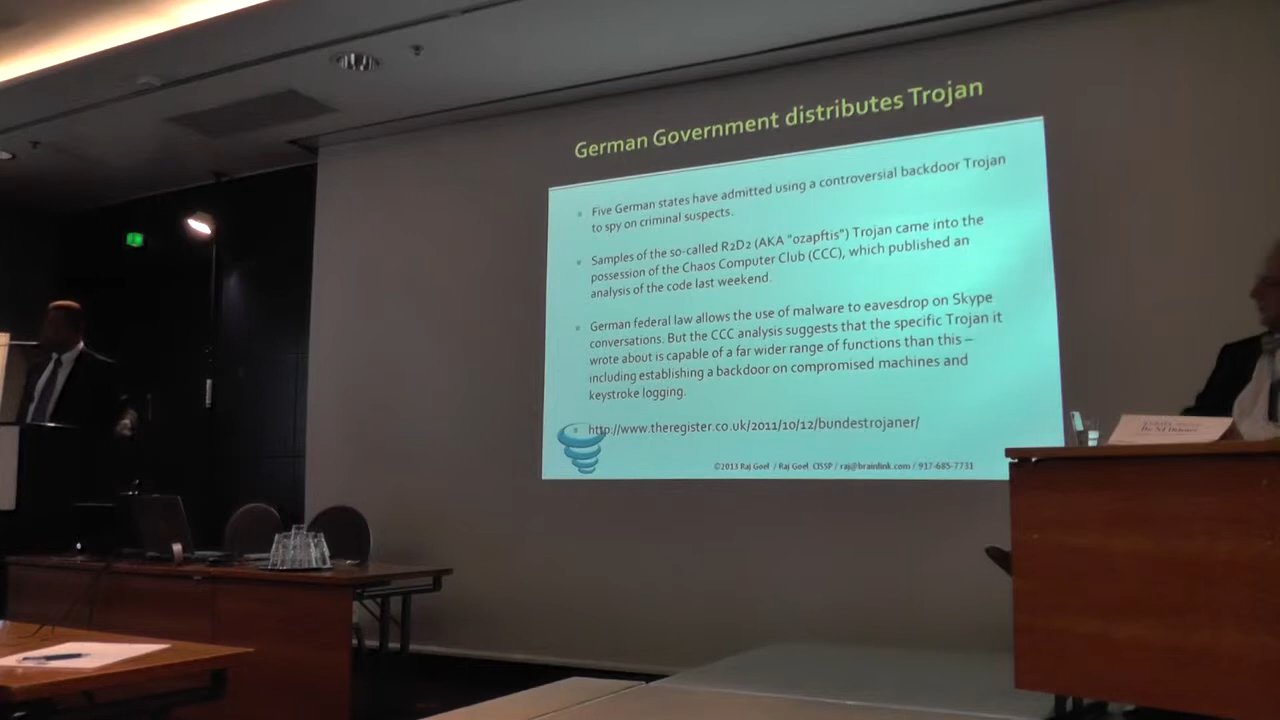 German Government distributes Trojan
Five German states have admitted using a controversial backdoor Trojan
to spy on criminal suspects.
Samples of the so-called R2D2 (AKA "ozapftis") Trojan came into the
possession of the Chaos Computer Club (CCC), which published an
analysis of the code last weekend.
German federal law allows the use of malware to eavesdrop on Skype
conversations. But the CCC analysis suggests that the specific Trojan it
wrote about is capable of a far wider range of functions than this –
including establishing a backdoor on compromised machines and
keystroke logging.
http://www.theregister.co.uk/2011/10/12/bundestrojaner/
©2013 Raj Goel / Raj Goel, CISSP / raj@brainlink.com / 917-685-7731